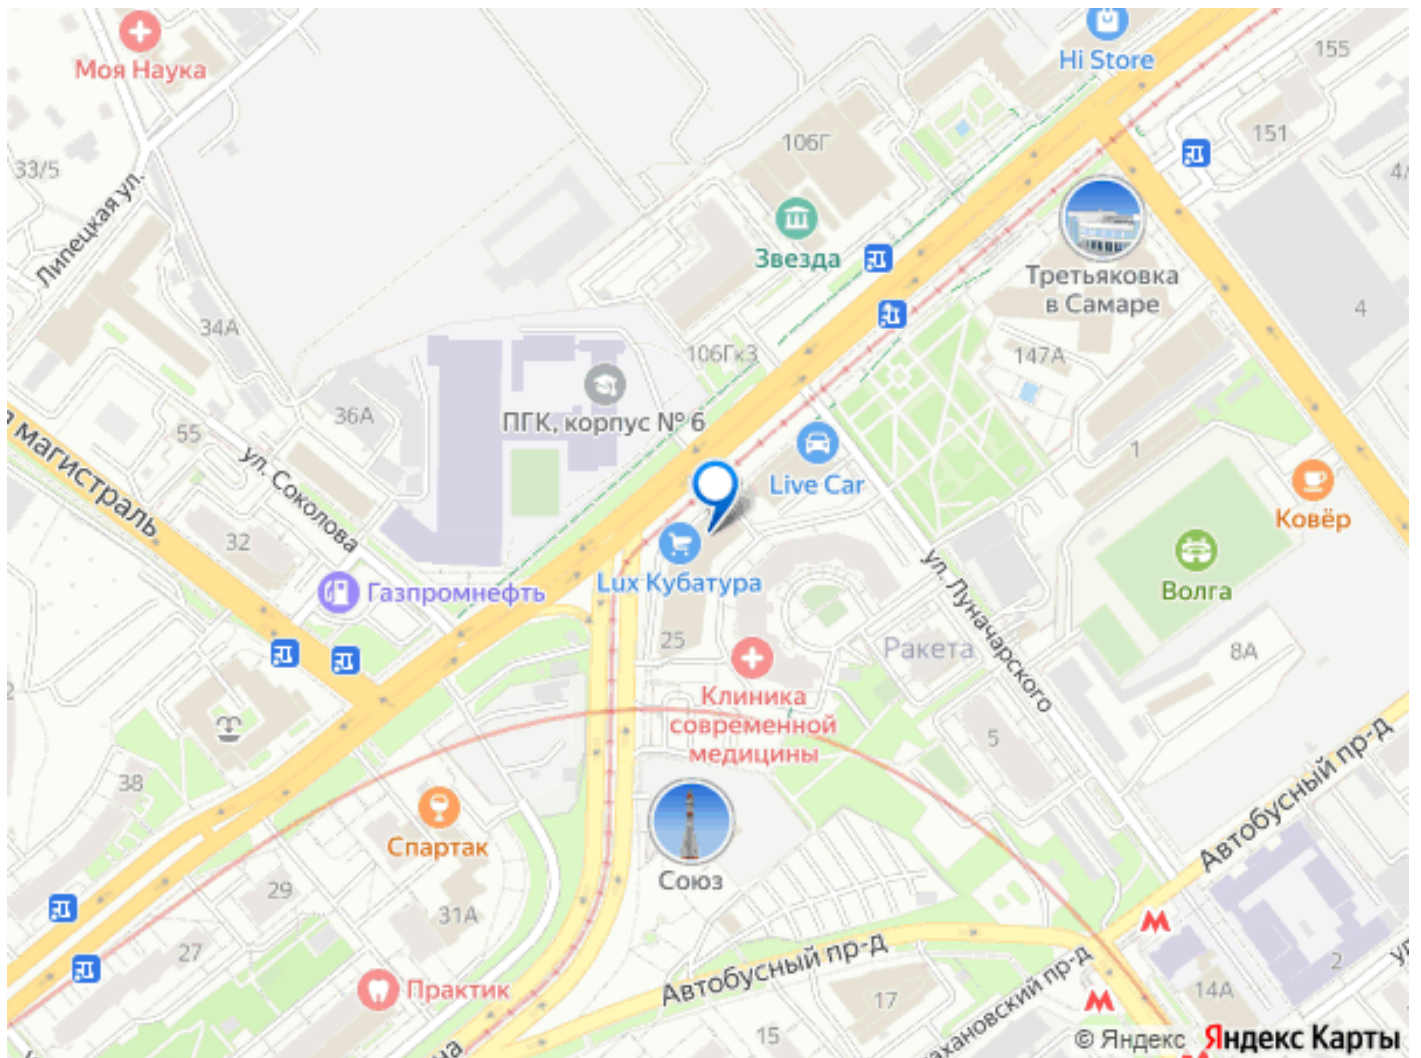 Моя Наука
Hi Store
155
151
33/5
106Г
4/
Липецкая ул.
Звезда
Третьяковка
в Самаре
34А
4
147А
106Гк3
36А
ПГК, корпус № 6
55
магистраль
ул. Соколова
1
Live Car
Ковёр
32
Lux Кубатура
Газпромнефть
ул. Луначарского
Волга
25
Ракета
8А
Клиника
современной
медицины
5
38
Автобусный пр-д
Спартак
Союз
29
31А
М
27
Автобусный пр-д
2
Практик
17
М
14А
15
© Яндекс Яндекс Карты